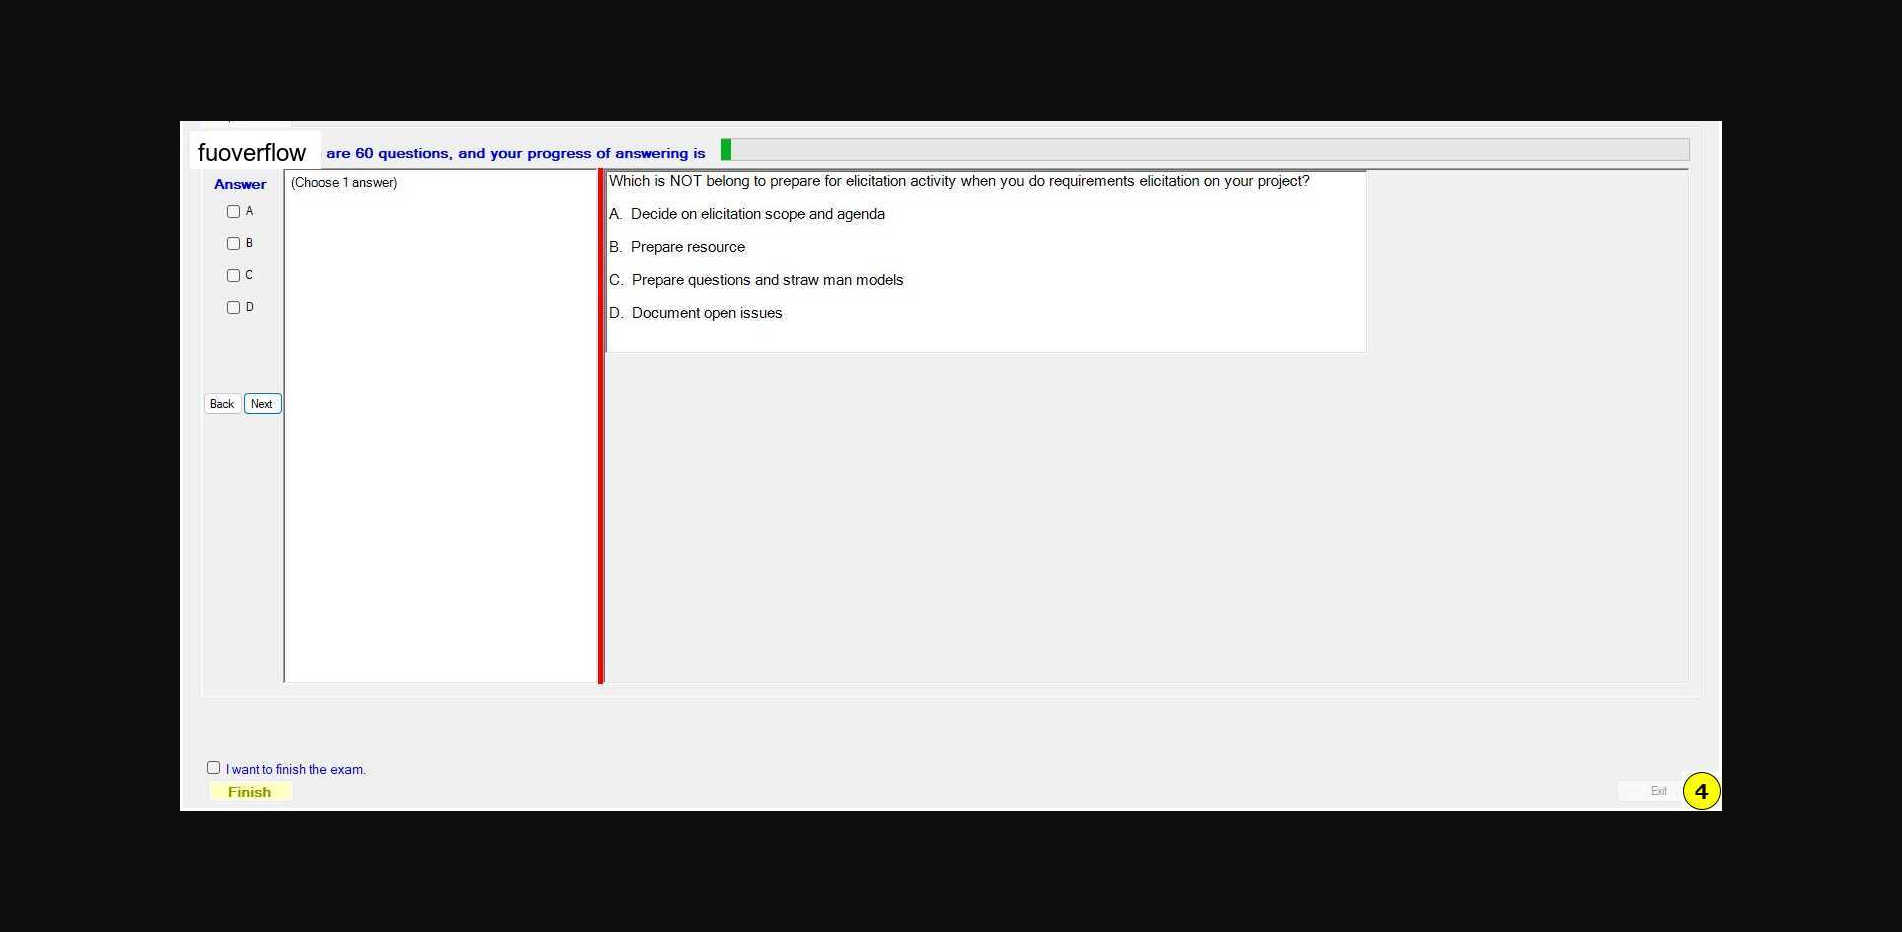 fuoverflow are 60 questions, and your progress of answering is
Answer
A
B
C
D
Back Next
(Choose 1 answer)
Which is NOT belong to prepare for elicitation activity when you do requirements elicitation on your project?
A. Decide on elicitation scope and agenda
B. Prepare resource
C. Prepare questions and straw man models
D. Document open issues
I want to finish the exam.
Finish
Exit
4